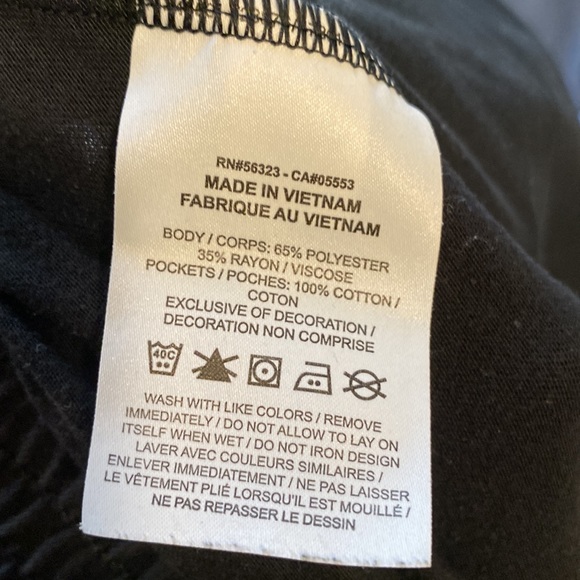 RN#56323 - CA#05553
MADE IN VIETNAM
FABRIQUE AU VIETNAM
BODY / CORPS: 65% POLYESTER
35% RAYON / VISCOSE
POCKETS / POCHES: 100% COTTON /
COTON
EXCLUSIVE OF DECORATION /
DECORATION NON COMPRISE
40C
WASH WITH LIKE COLORS / REMOVE
IMMEDIATELY / DO NOT ALLOW TO LAY ON
ITSELF WHEN WET / DO NOT IRON DESIGN
LAVER AVEC COULEURS SIMILAIRES /
ENLEVER IMMEDIATEMENT / NE PAS LAISSER
LE VÊTEMENT PLIÉ LORSQU'IL EST MOUILLÉ /
NE PAS REPASSER LE DESSIN